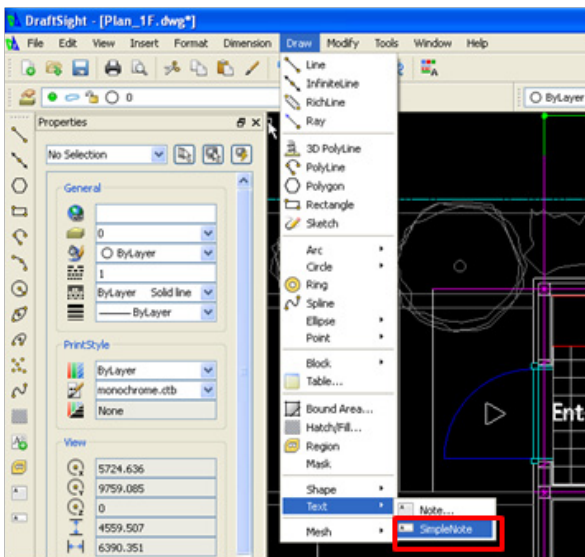 DraftSight - [Plan_1F.dwg*]
File Edit View Insert Format Dimension Draw Modify Tools Window Help
0
ByLayer
Properties
No Selection
General
0
ByLayer
1
ByLayer Solid line
ByLayer
PrintStyle
ByLayer
monochrome.ctb
None
View
5724.636
9759.085
0
4559.507
6390.351
Line
InfiniteLine
RichLine
Ray
3D PolyLine
PolyLine
Polygon
Rectangle
Sketch
Arc
Circle
Ring
Spline
Ellipse
Point
Block
Table...
Bound Area...
Hatch/Fill...
Region
Mask
Shape
Text
Mesh
Note...
SimpleNote
Ent